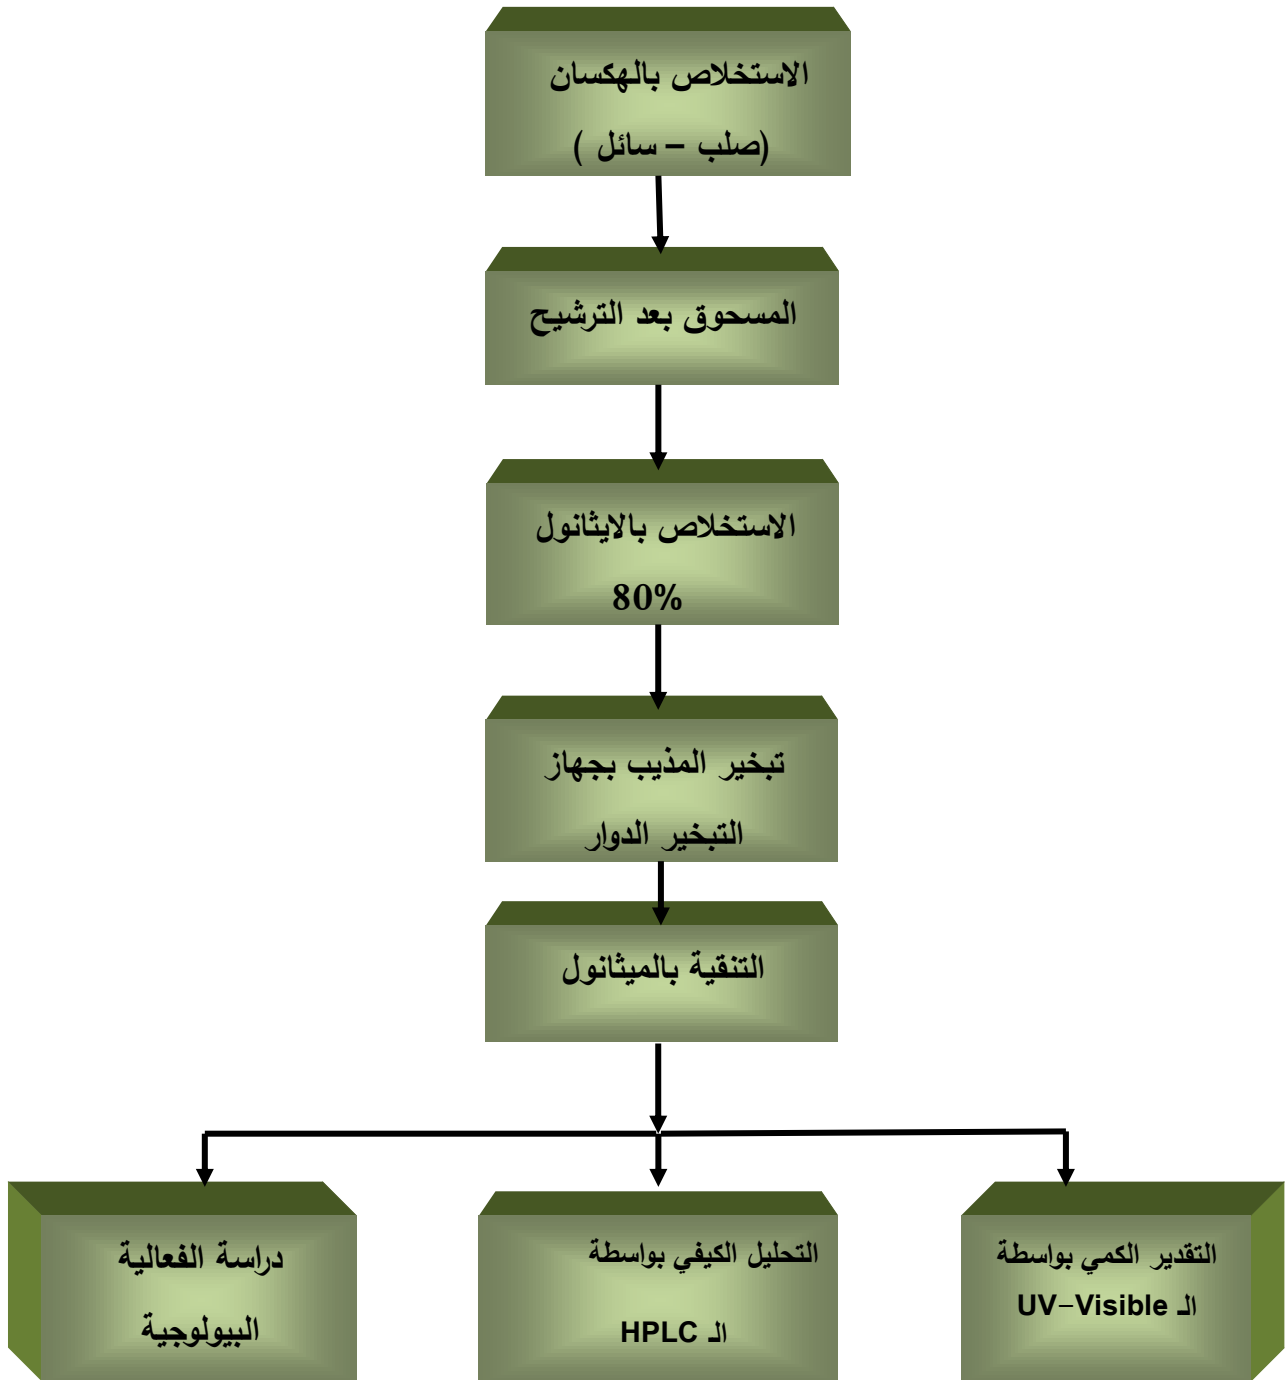 الاستخلاص بالهكسان
(صلب – سائل )
المسحوق بعد الترشيح
الاستخلاص بالايثانول
80%
تبخير المذيب بجهاز
التبخير الدوار
التنقية بالميثانول
التقدير الكمي بواسطة
الـ UV-Visible
التحليل الكيفي بواسطة
الـ HPLC
دراسة الفعالية
البيولوجية